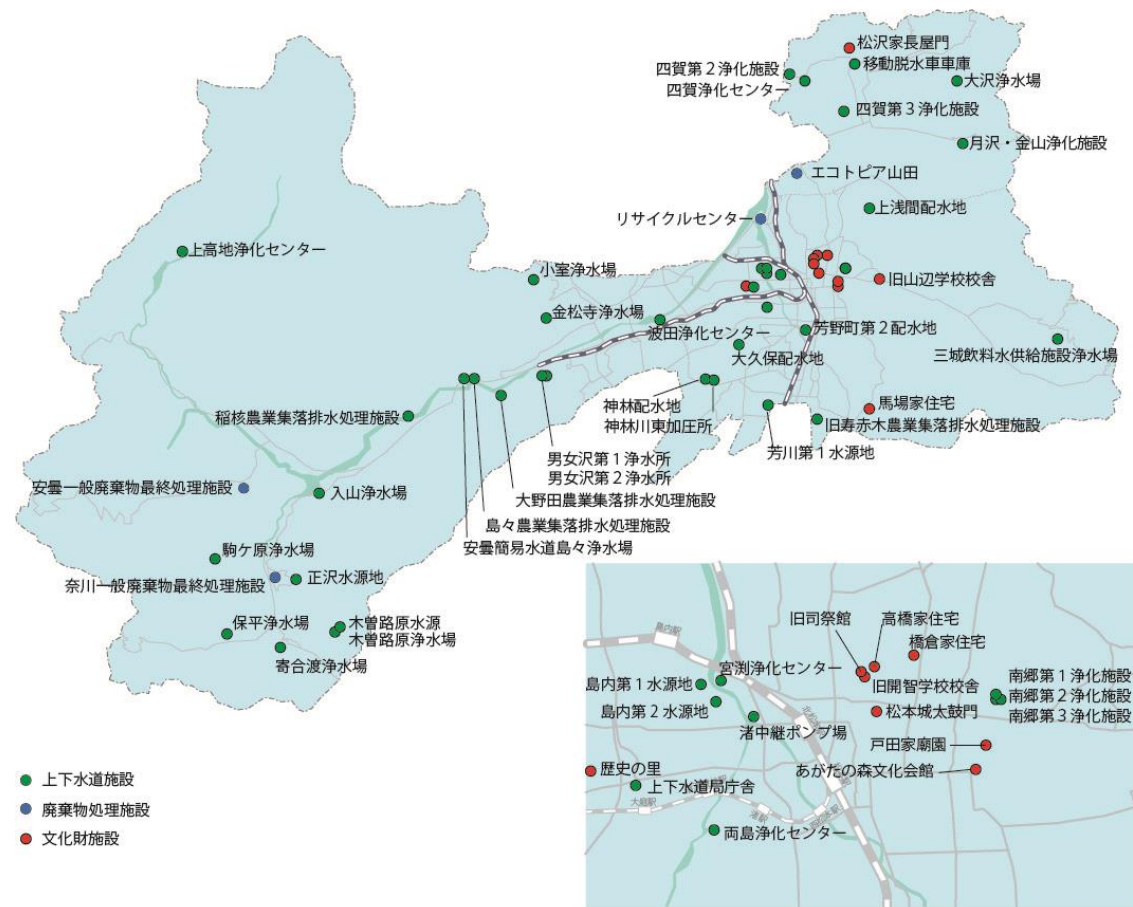 松沢家長屋門
移動脱水車車庫
四賀第２浄化施設
四賀浄化センター
大沢浄水場
四賀第３浄化施設
月沢・金山浄化施設
エコトピア山田
上浅間配水地
リサイクルセンター
上高地浄化センター
小室浄水場
旧山辺学校校舎
金松寺浄水場
波田浄化センター
芳野町第２配水地
三城飲料水供給施設浄水場
大久保配水地
稲核農業集落排水処理施設
神林配水地
神林川東加圧所
馬場家住宅
旧寿赤木農業集落排水処理施設
芳川第１水源地
男女沢第１浄水所
男女沢第２浄水所
大野田農業集落排水処理施設
島々農業集落排水処理施設
安曇簡易水道島々浄水場
安曇一般廃棄物最終処理施設
入山浄水場
駒ケ原浄水場
奈川一般廃棄物最終処理施設
正沢水源地
保平浄水場
木曽路原水源
木曽路原浄水場
寄合渡浄水場
旧司祭館
高橋家住宅
橋倉家住宅
島内駅
宮渕浄化センター
旧開智学校校舎
島内第１水源地
島内第２水源地
南郷第１浄化施設
南郷第２浄化施設
南郷第３浄化施設
松本城太鼓門
渚中継ポンプ場
戸田家廟園
あがたの森文化会館
歴史の里
上下水道局庁舎
大庭駅
渚駅
両島浄化センター
上下水道施設
廃棄物処理施設
文化財施設